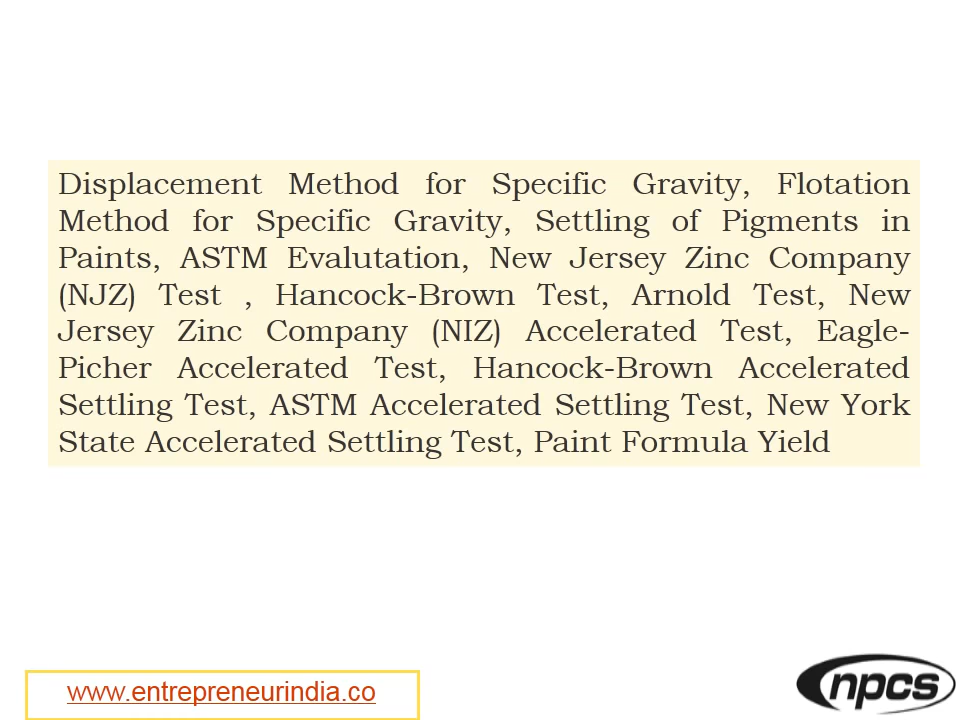 Displacement Method for Specific Gravity, Flotation
Method for Specific Gravity, Settling of Pigments in
Paints, ASTM Evalutation, New Jersey Zinc Company
(NJZ) Test , Hancock-Brown Test, Arnold Test, New
Jersey Zinc Company (NIZ) Accelerated Test, Eagle-
Picher Accelerated Test, Hancock-Brown Accelerated
Settling Test, ASTM Accelerated Settling Test, New York
State Accelerated Settling Test, Paint Formula Yield
www.entrepreneurindia.co
npcs